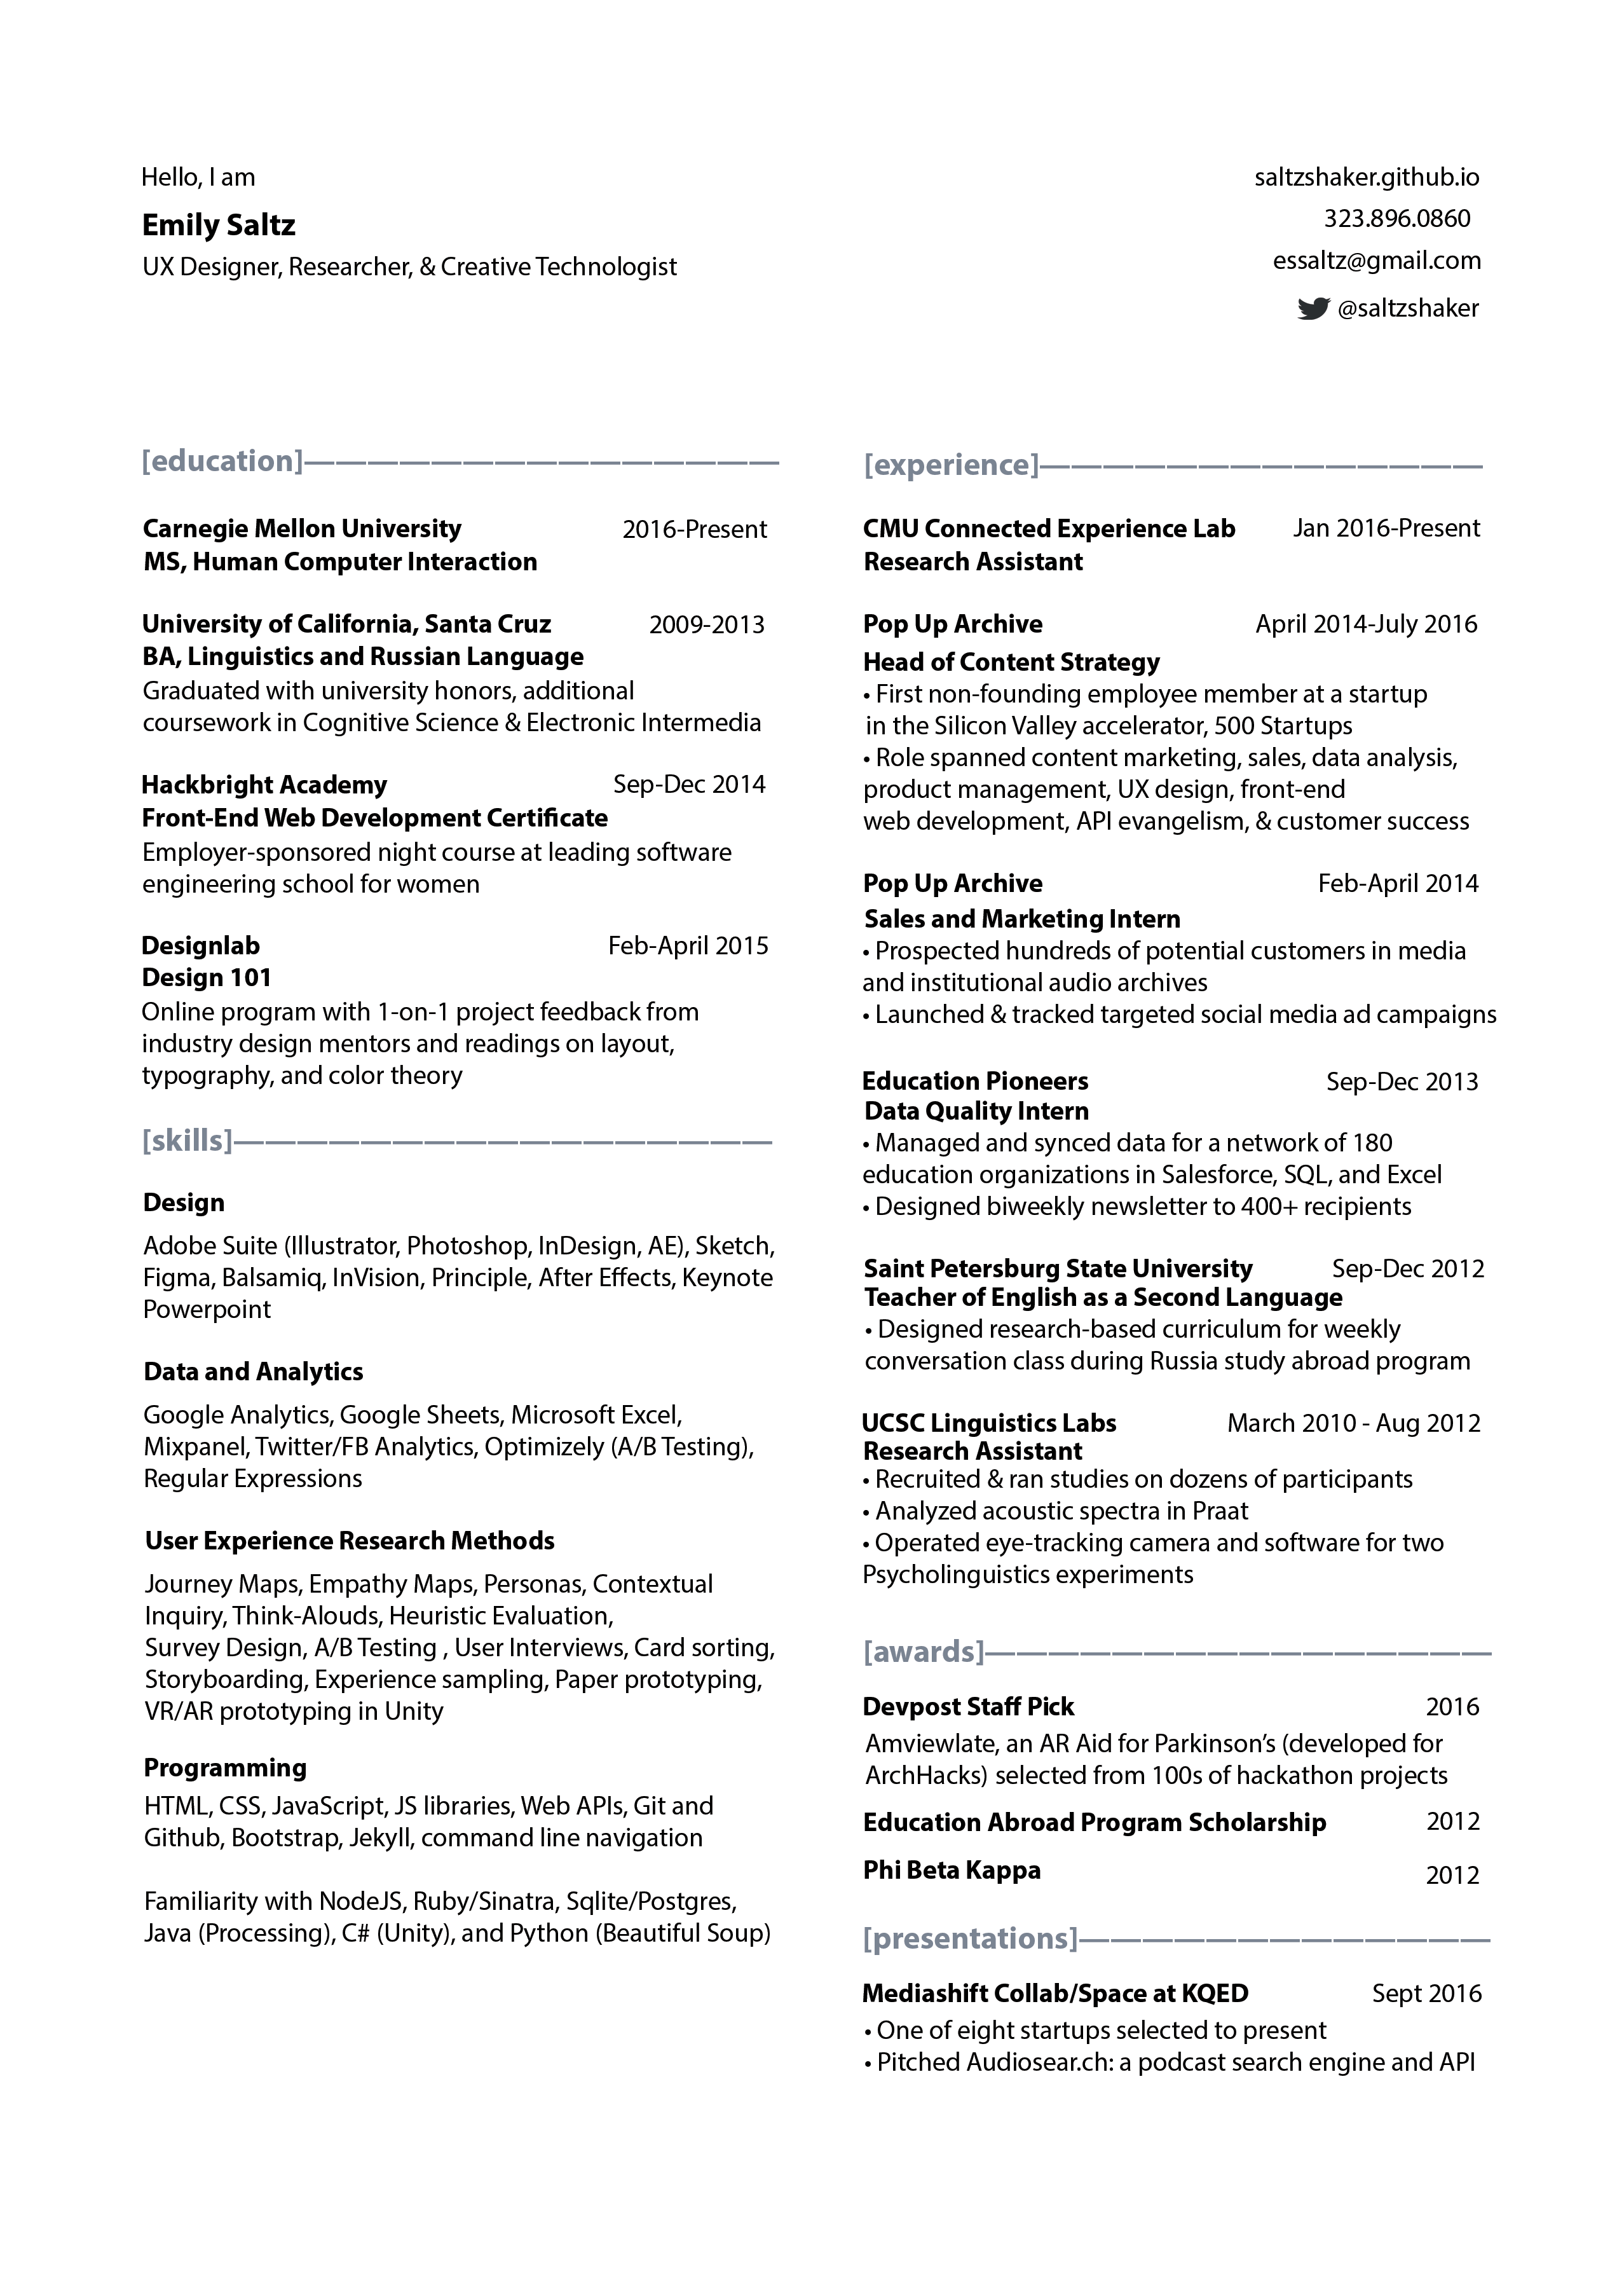 Hello, I am
Emily Saltz
UX Designer, Researcher, & Creative Technologist
saltzshaker.github.io
323.896.0860
essaltz@gmail.com
@saltzshaker
[education]————————————————
Carnegie Mellon University 2016-Present
MS, Human Computer Interaction
University of California, Santa Cruz 2009-2013
BA, Linguistics and Russian Language
Graduated with university honors, additional
coursework in Cognitive Science & Electronic Intermedia
Hackbright Academy Sep-Dec 2014
Front-End Web Development Certificate
Employer-sponsored night course at leading software
engineering school for women
Designlab Feb-April 2015
Design 101
Online program with 1-on-1 project feedback from
industry design mentors and readings on layout,
typography, and color theory
[skills]—————————————————
Design
Adobe Suite (Illustrator, Photoshop, InDesign, AE), Sketch,
Figma, Balsamiq, InVision, Principle, After Effects, Keynote
Powerpoint
Data and Analytics
Google Analytics, Google Sheets, Microsoft Excel,
Mixpanel, Twitter/FB Analytics, Optimizely (A/B Testing),
Regular Expressions
User Experience Research Methods
Journey Maps, Empathy Maps, Personas, Contextual
Inquiry, Think-Alouds, Heuristic Evaluation,
Survey Design, A/B Testing , User Interviews, Card sorting,
Storyboarding, Experience sampling, Paper prototyping,
VR/AR prototyping in Unity
Programming
HTML, CSS, JavaScript, JS libraries, Web APIs, Git and
Github, Bootstrap, Jekyll, command line navigation
Familiarity with NodeJS, Ruby/Sinatra, Sqlite/Postgres,
Java (Processing), C# (Unity), and Python (Beautiful Soup)
[experience]——————————————
CMU Connected Experience Lab Jan 2016-Present
Research Assistant
Pop Up Archive April 2014-July 2016
Head of Content Strategy
• First non-founding employee member at a startup
in the Silicon Valley accelerator, 500 Startups
• Role spanned content marketing, sales, data analysis,
product management, UX design, front-end
web development, API evangelism, & customer success
Pop Up Archive Feb-April 2014
Sales and Marketing Intern
• Prospected hundreds of potential customers in media
and institutional audio archives
• Launched & tracked targeted social media ad campaigns
Education Pioneers Sep-Dec 2013
Data Quality Intern
• Managed and synced data for a network of 180
education organizations in Salesforce, SQL, and Excel
• Designed biweekly newsletter to 400+ recipients
Saint Petersburg State University Sep-Dec 2012
Teacher of English as a Second Language
• Designed research-based curriculum for weekly
conversation class during Russia study abroad program
UCSC Linguistics Labs March 2010 - Aug 2012
Research Assistant
• Recruited & ran studies on dozens of participants
• Analyzed acoustic spectra in Praat
• Operated eye-tracking camera and software for two
Psycholinguistics experiments
[awards]————————————————
Devpost Staff Pick 2016
Amviewlate, an AR Aid for Parkinson’s (developed for
ArchHacks) selected from 100s of hackathon projects
Education Abroad Program Scholarship 2012
Phi Beta Kappa 2012
[presentations]—————————————
Mediashift Collab/Space at KQED Sept 2016
• One of eight startups selected to present
• Pitched Audiosear.ch: a podcast search engine and API